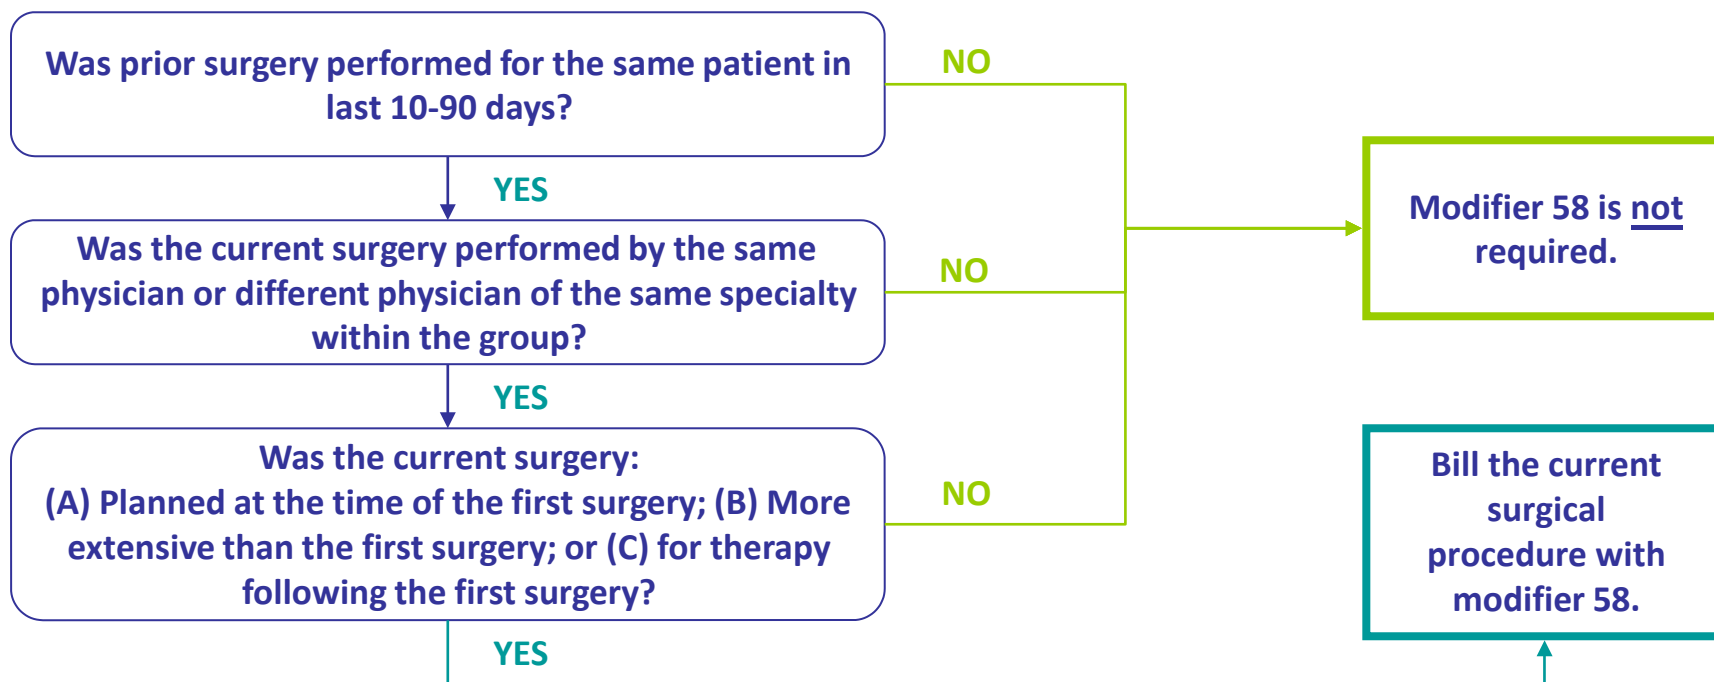 Was prior surgery performed for the same patient in
last 10-90 days?
NO
YES
Was the current surgery performed by the same
physician or different physician of the same specialty
within the group?
NO
YES
Was the current surgery:
(A) Planned at the time of the first surgery; (B) More
extensive than the first surgery; or (C) for therapy
following the first surgery?
NO
YES
Modifier 58 is not
required.
Bill the current
surgical
procedure with
modifier 58.